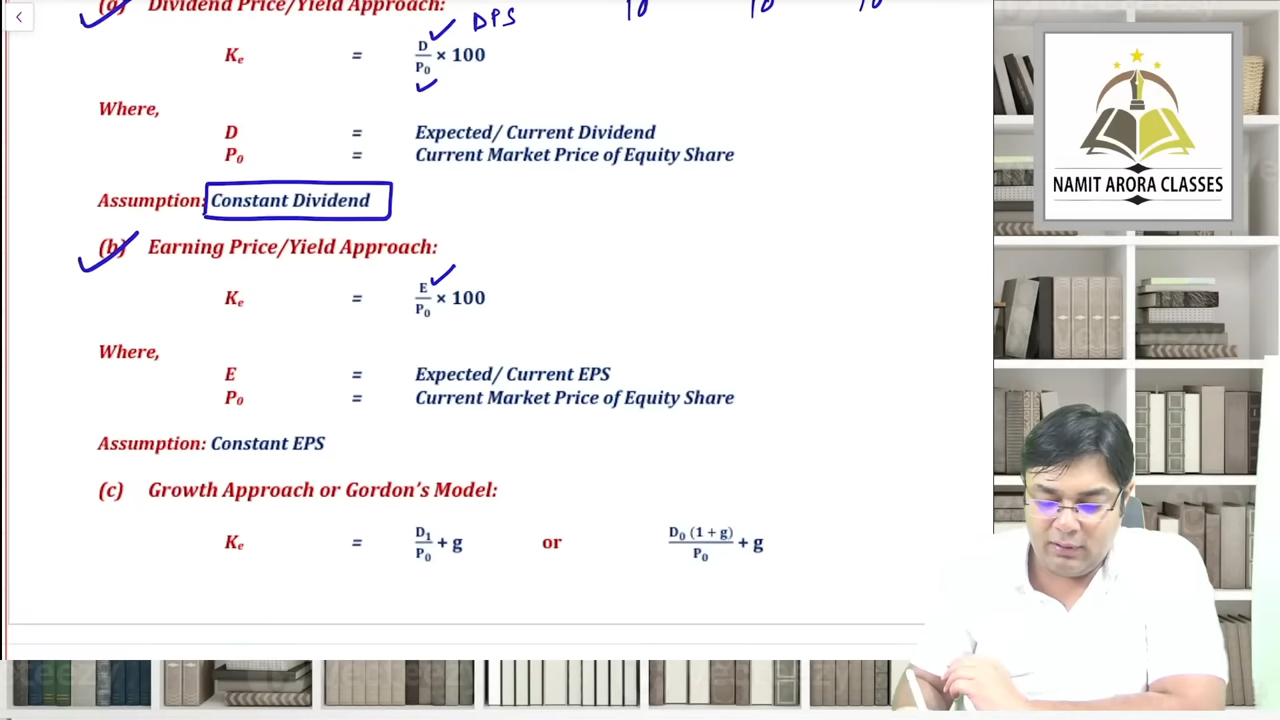 (a) Dividend Price/Yield Approach:
10 10 10
DPS
Ke = D/P0 × 100
Where,
D = Expected/ Current Dividend
P0 = Current Market Price of Equity Share
Assumption: Constant Dividend
(b) Earning Price/Yield Approach:
Ke = E/P0 × 100
Where,
E = Expected/ Current EPS
P0 = Current Market Price of Equity Share
Assumption: Constant EPS
(c) Growth Approach or Gordon's Model:
Ke = D1/P0 + g or D0 (1 + g)/P0 + g
NAMIT ARORA CLASSES